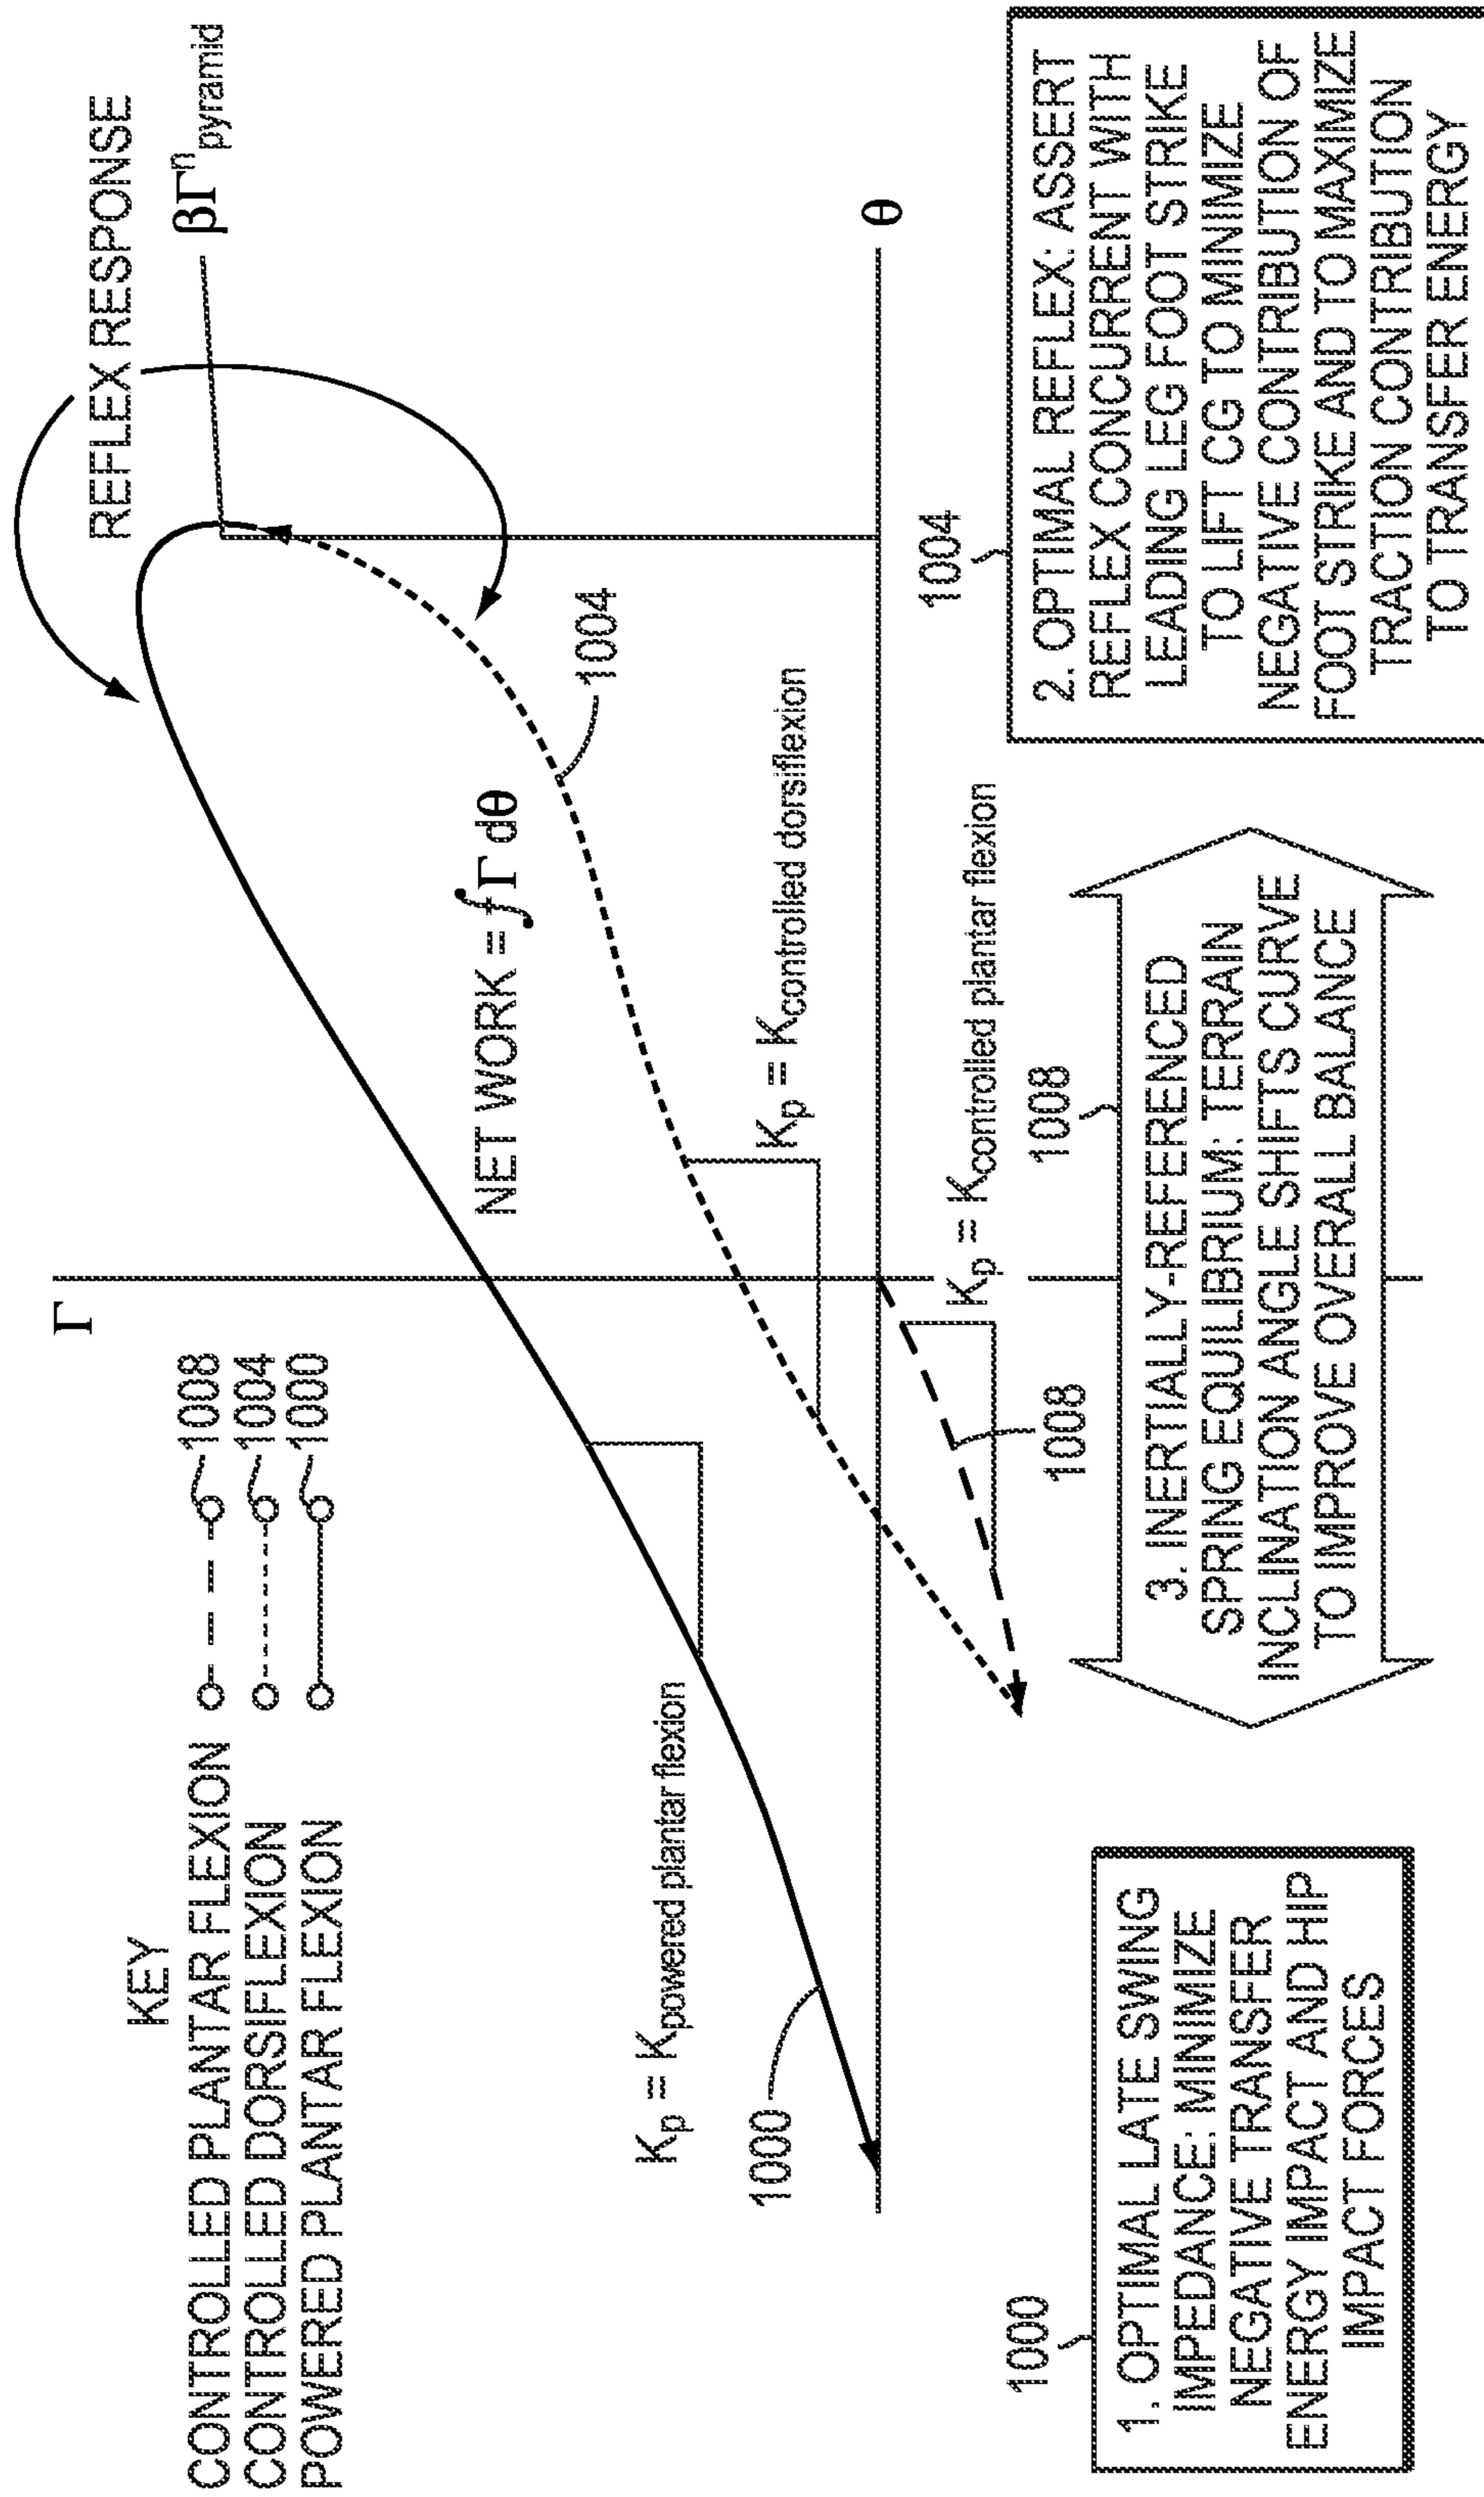 KEY
CONTROLLED PLANTAR FLEXION
1008
CONTROLLED DORSIFLEXION
1004
POWERED PLANTAR FLEXION
1000
Γ
REFLEX RESPONSE
βΓⁿpyramid
NET WORK = ∮Γ dθ
1004
θ
Kp = Kpowered plantar flexion
1000
Kp = Kcontrolled dorsiflexion
Kp = Kcontrolled plantar flexion
1008
1000
1. OPTIMAL LATE SWING
IMPEDANCE: MINIMIZE
NEGATIVE TRANSFER
ENERGY IMPACT AND HIP
IMPACT FORCES
1008
3. INERTIALLY-REFERENCED
SPRING EQUILIBRIUM: TERRAIN
INCLINATION ANGLE SHIFTS CURVE
TO IMPROVE OVERALL BALANCE
1004
2. OPTIMAL REFLEX: ASSERT
REFLEX CONCURRENT WITH
LEADING LEG FOOT STRIKE
TO LIFT CG TO MINIMIZE
NEGATIVE CONTRIBUTION OF
FOOT STRIKE AND TO MAXIMIZE
TRACTION CONTRIBUTION
TO TRANSFER ENERGY